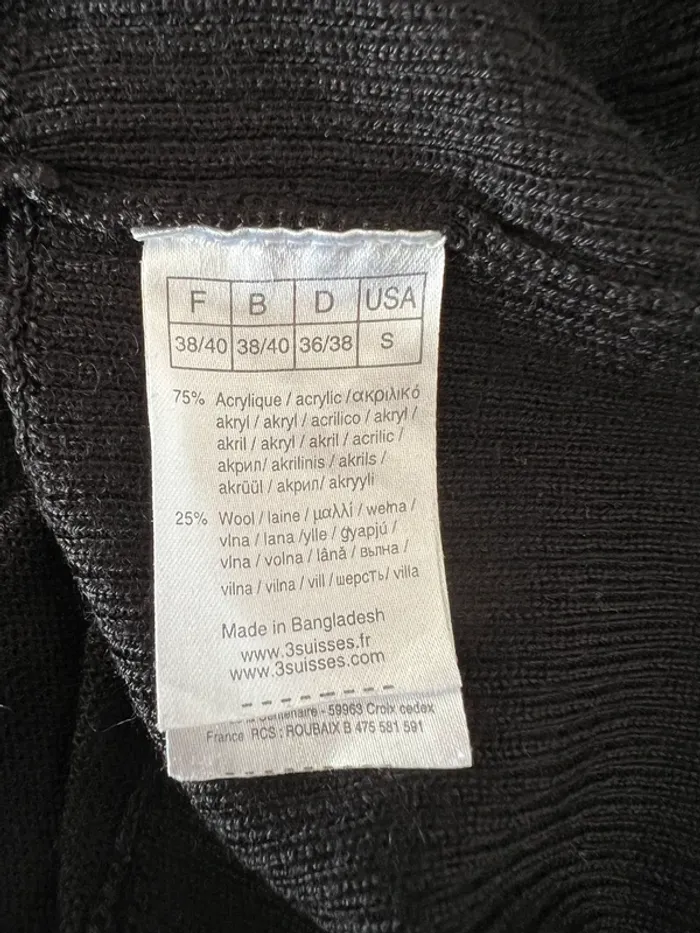 F B D USA
38/40 38/40 36/38 S
75% Acrylique / acrylic /ακριλικό
akryl / akryl / acrilico / akryl /
akril / akryl / akril / acrilic /
акрил/ akrilinis / akrils /
akrüül / акрил/ akryyli
25% Wool / laine / μαλλί / wełna /
vlna / lana /ylle / gyapjú /
vlna / volna / lână / вълна /
vilna / vilna / vill / шерсть/ villa
Made in Bangladesh
www.3suisses.fr
www.3suisses.com
- 59963 Croix cedex
France RCS : ROUBAIX B 475 581 591